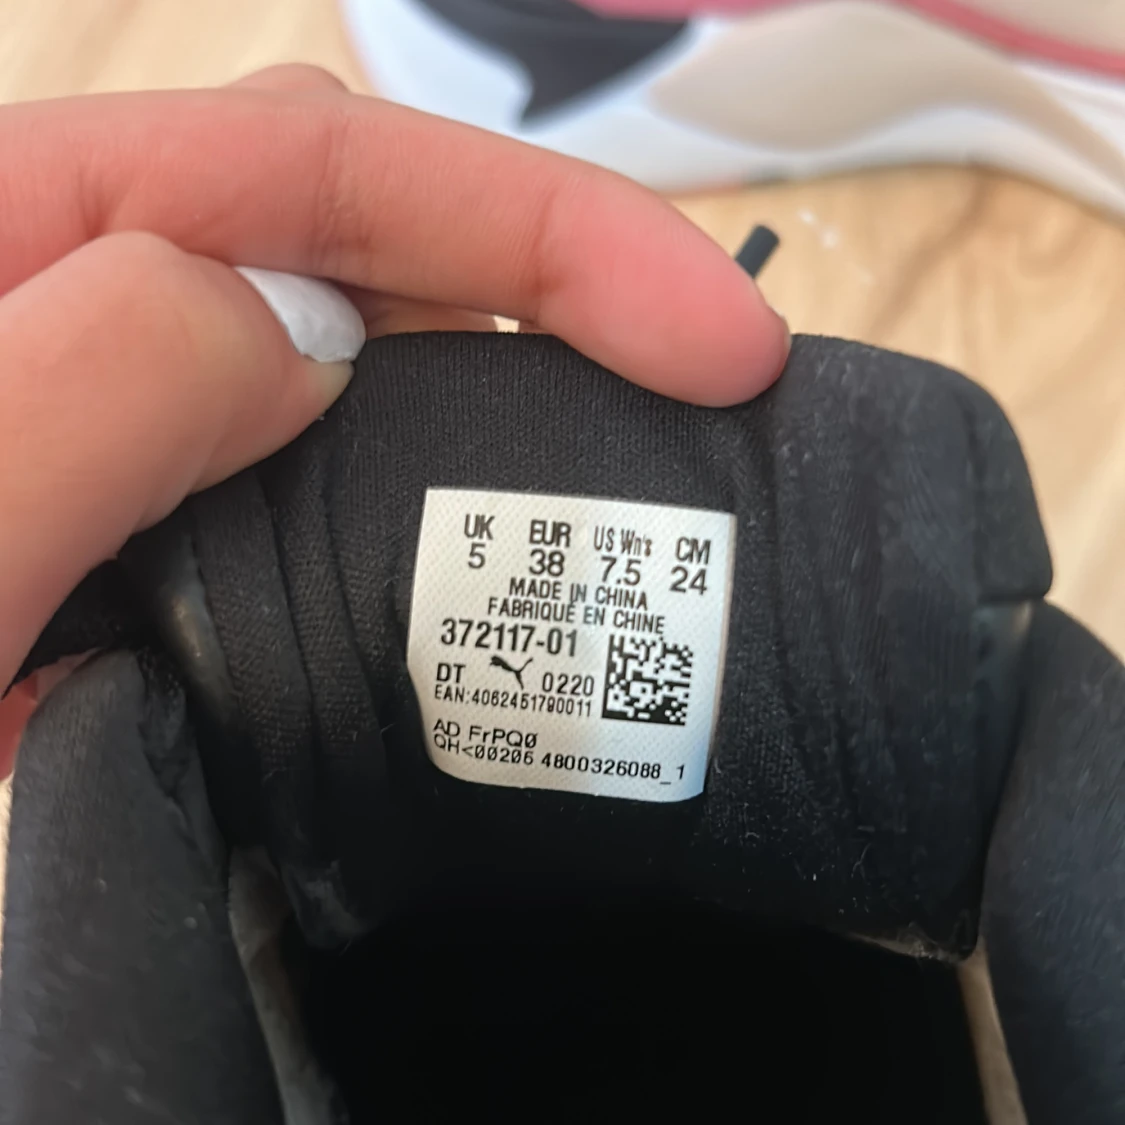 UK EUR US Wn's CM
5 38 7.5 24
MADE IN CHINA
FABRIQUÉ EN CHINE
372117-01
DT 0220
EAN:4062451790011
AD FrPQ0
QH<00206 4800326088_1